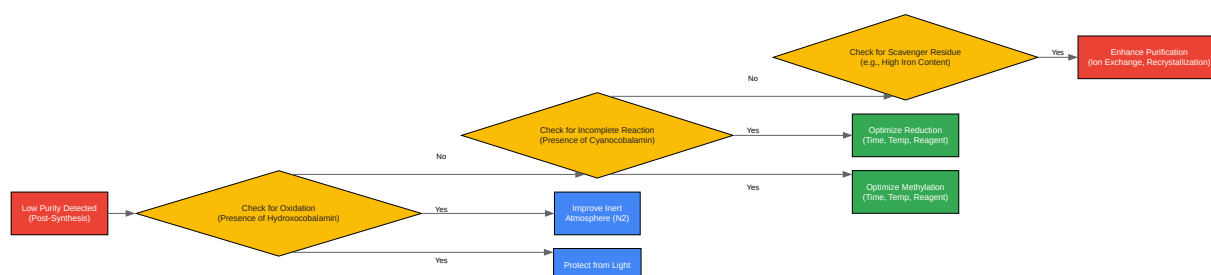 Check for Scavenger Residue
(e.g., High Iron Content)
Yes
Enhance Purification
(Ion Exchange, Recrystallization)
No
Check for Incomplete Reaction
(Presence of Cyanocobalamin)
Yes
Optimize Reduction
(Time, Temp, Reagent)
No
Yes
Optimize Methylation
(Time, Temp, Reagent)
Low Purity Detected
(Post-Synthesis)
Check for Oxidation
(Presence of Hydroxocobalamin)
Yes
Improve Inert
Atmosphere (N2)
Yes
Protect from Light